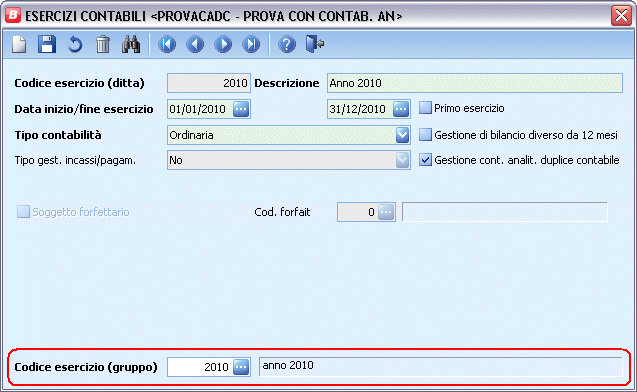 B ESERCIZI CONTABILI <PROVACADC - PROVA CON CONTAB. AN>
Codice esercizio (ditta) 2010 Descrizione Anno 2010
Data inizio/fine esercizio 01/01/2010 ... 31/12/2010 ... Primo esercizio
Tipo contabilità Ordinaria Gestione di bilancio diverso da 12 mesi
Tipo gest. incassi/pagam. No Gestione cont. analit. duplice contabile
Soggetto forfettario Cod. forfait 0 ...
Codice esercizio (gruppo) 2010 ... anno 2010